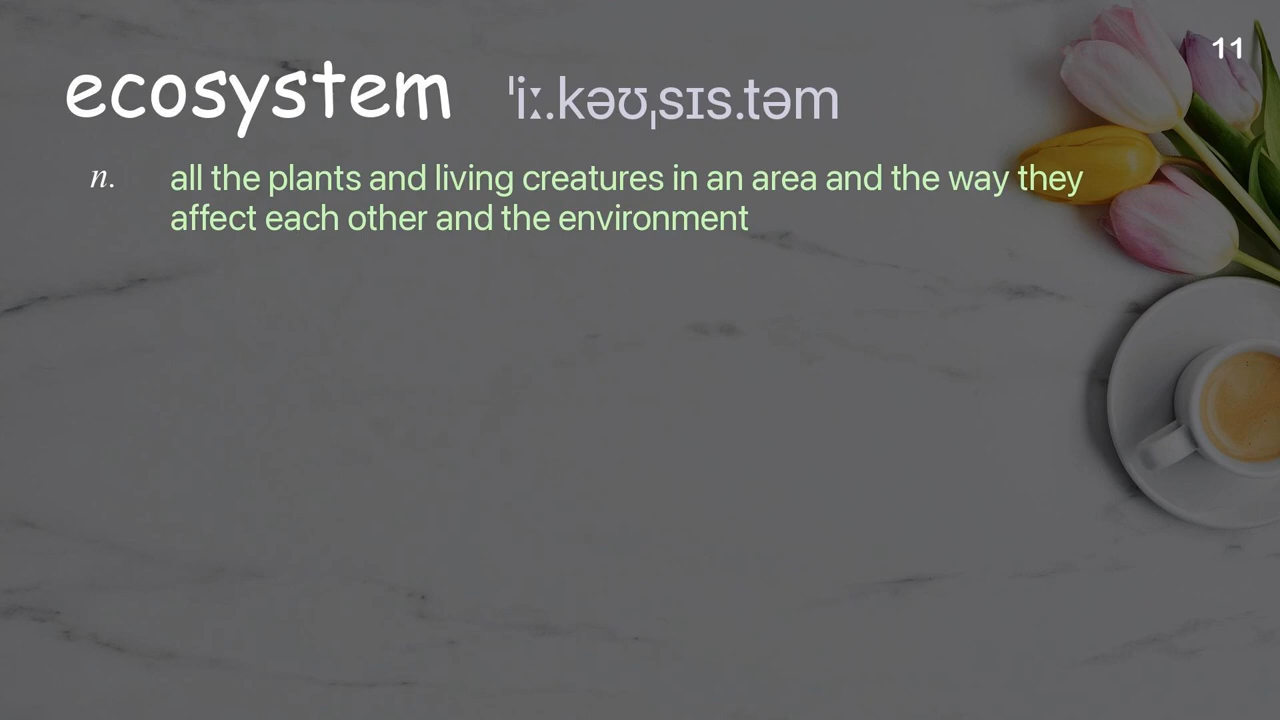 11
ecosystem ˈiː.kəʊˌsɪs.təm
n. all the plants and living creatures in an area and the way they
affect each other and the environment